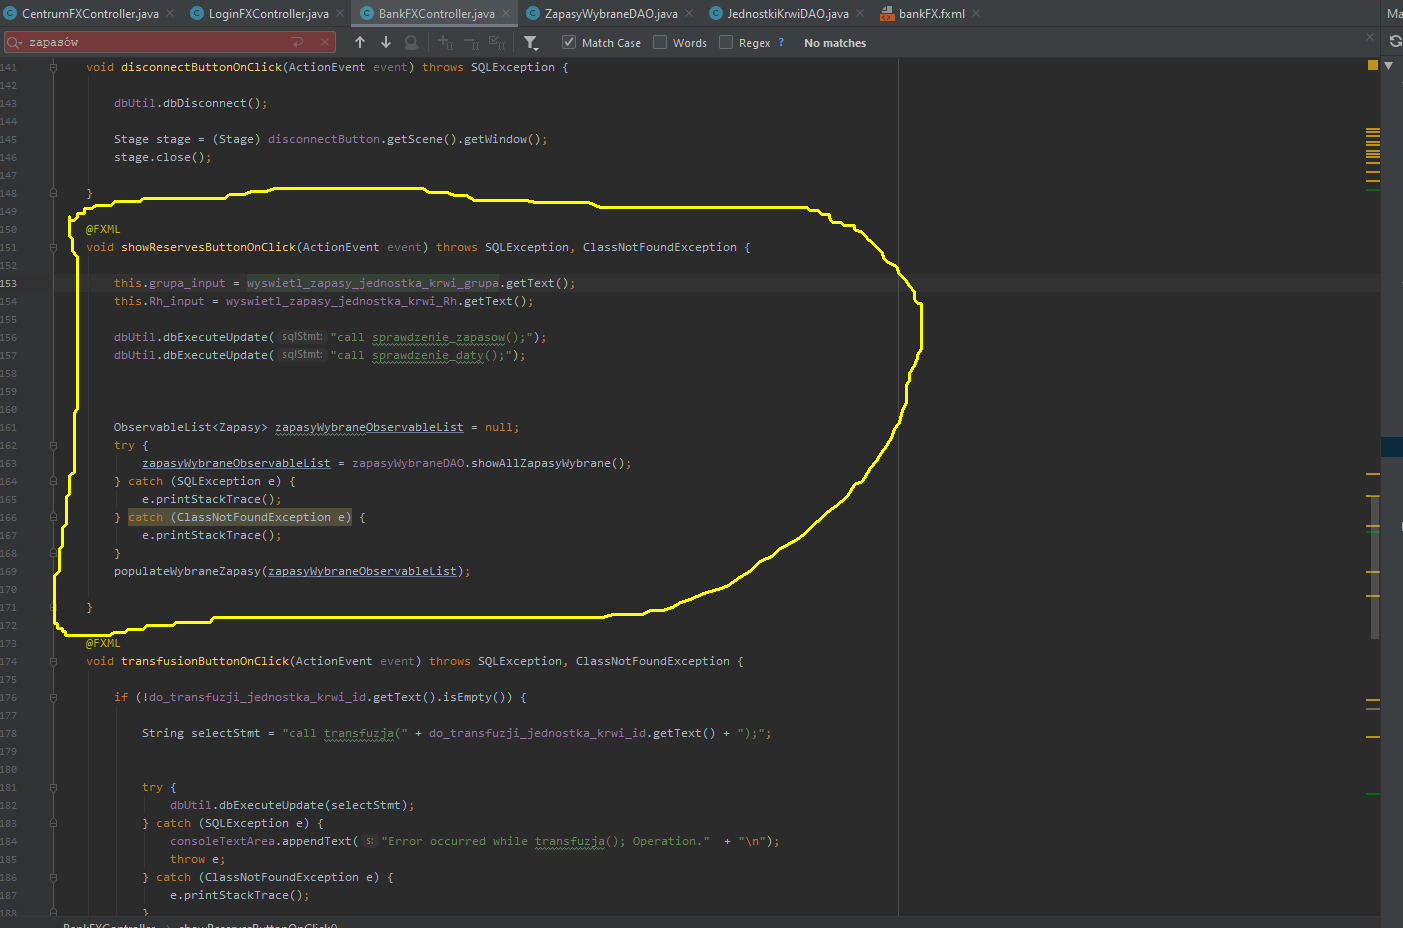 CentrumFXController.java LoginFXController.java BankFXController.java ZapasyWybraneDAO.java JednostkiKrwiDAO.java bankFX.fxml Ma
zapasów Match Case Words Regex ? No matches
141 void disconnectButtonOnClick(ActionEvent event) throws SQLException {
142
143 dbUtil.dbDisconnect();
144
145 Stage stage = (Stage) disconnectButton.getScene().getWindow();
146 stage.close();
147
148 }
149
150 @FXML
151 void showReservesButtonOnClick(ActionEvent event) throws SQLException, ClassNotFoundException {
152
153 this.grupa_input = wyswietl_zapasy_jednostka_krwi_grupa.getText();
154 this.Rh_input = wyswietl_zapasy_jednostka_krwi_Rh.getText();
155
156 dbUtil.dbExecuteUpdate( sqlStmt: "call sprawdzenie_zapasow();");
157 dbUtil.dbExecuteUpdate( sqlStmt: "call sprawdzenie_daty();");
158
159
160
161 ObservableList<Zapasy> zapasyWybraneObservableList = null;
162 try {
163 zapasyWybraneObservableList = zapasyWybraneDAO.showAllZapasyWybrane();
164 } catch (SQLException e) {
165 e.printStackTrace();
166 } catch (ClassNotFoundException e) {
167 e.printStackTrace();
168 }
169 populateWybraneZapasy(zapasyWybraneObservableList);
170
171 }
172
173 @FXML
174 void transfusionButtonOnClick(ActionEvent event) throws SQLException, ClassNotFoundException {
175
176 if (!do_transfuzji_jednostka_krwi_id.getText().isEmpty()) {
177
178 String selectStmt = "call transfuzja(" + do_transfuzji_jednostka_krwi_id.getText() + ");";
179
180
181 try {
182 dbUtil.dbExecuteUpdate(selectStmt);
183 } catch (SQLException e) {
184 consoleTextArea.appendText( s: "Error occurred while transfuzja(); Operation." + "\n");
185 throw e;
186 } catch (ClassNotFoundException e) {
187 e.printStackTrace();
188 }
BankFXController showReservesButtonOnClick()